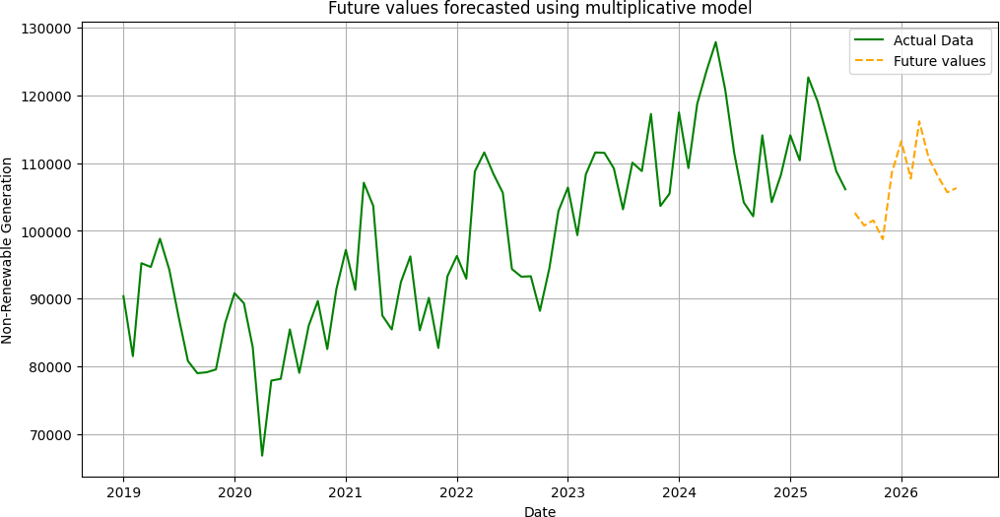 Future values forecasted using multiplicative model
Actual Data
Future values
Non-Renewable Generation
130000
120000
110000
100000
90000
80000
70000
2019 2020 2021 2022 2023 2024 2025 2026
Date